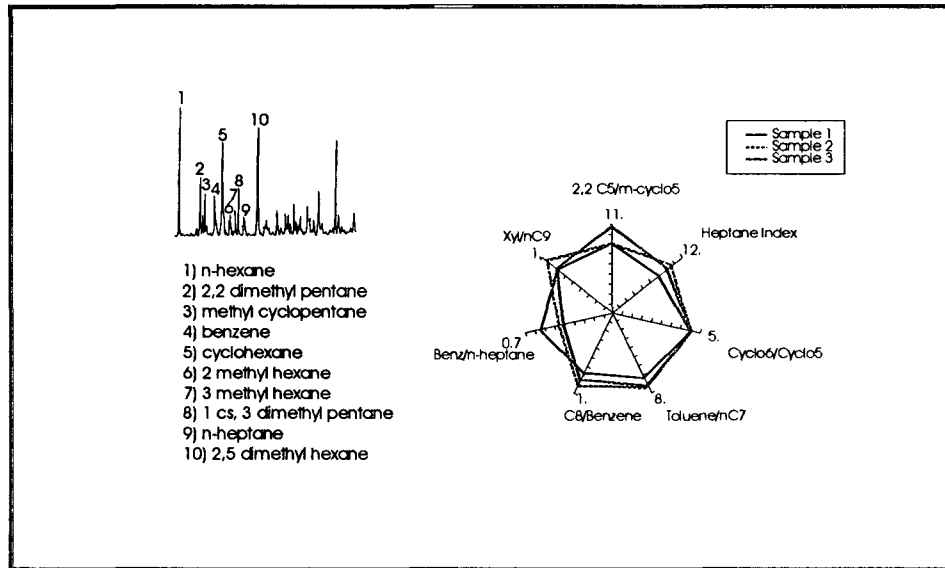 1
2
3
4
5
6
7
8
9
10
1) n-hexane
2) 2,2 dimethyl pentane
3) methyl cyclopentane
4) benzene
5) cyclohexane
6) 2 methyl hexane
7) 3 methyl hexane
8) 1 cs, 3 dimethyl pentane
9) n-heptane
10) 2,5 dimethyl hexane
Sample 1
Sample 2
Sample 3
2,2 C5/m-cyclo5
11.
Heptane Index
12.
5.
Cyclo6/Cyclo5
8.
Toluene/nC7
1.
C8/Benzene
0.7
Benz/n-heptane
Xy/nC9
1.